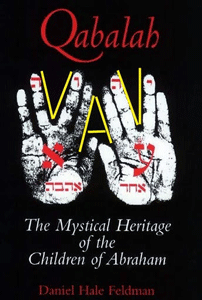 Qabalah
VAV
א ע
אהבה אחד
The Mystical Heritage
of the
Children of Abraham
Daniel Hale Feldman